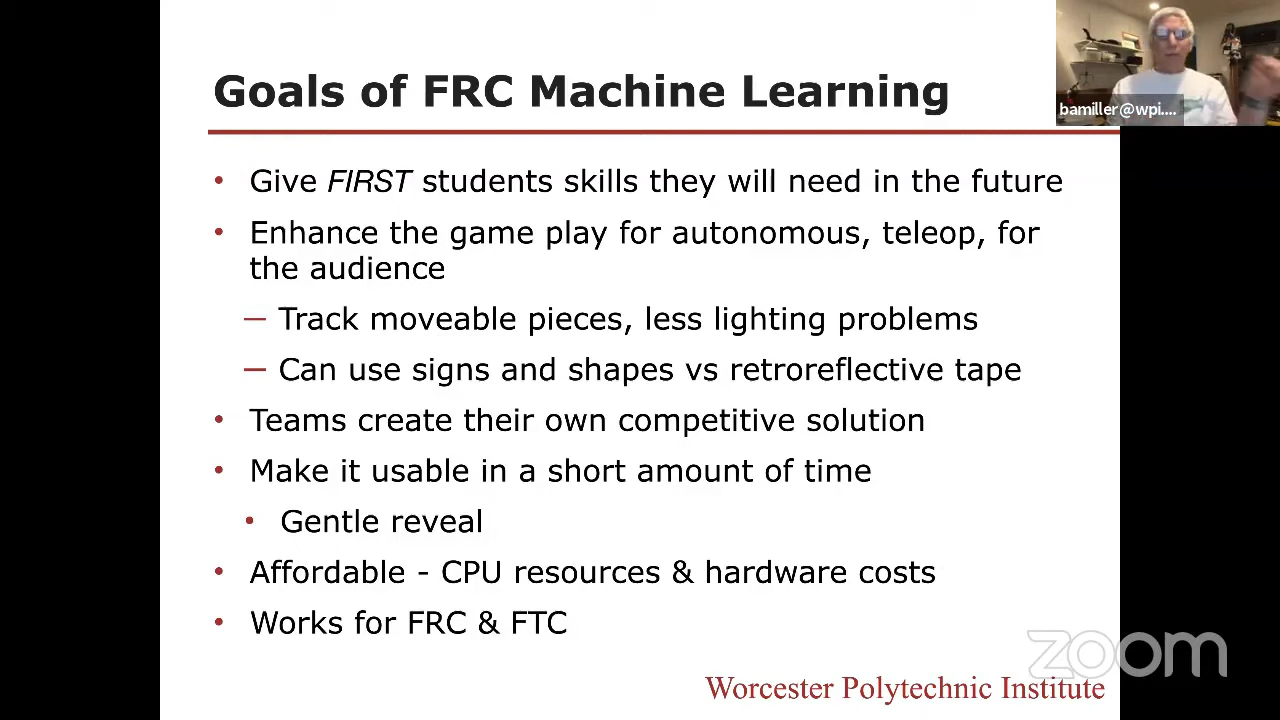 Goals of FRC Machine Learning
bamiller@wpi....
• Give FIRST students skills they will need in the future
• Enhance the game play for autonomous, teleop, for
the audience
— Track moveable pieces, less lighting problems
— Can use signs and shapes vs retroreflective tape
• Teams create their own competitive solution
• Make it usable in a short amount of time
• Gentle reveal
• Affordable - CPU resources & hardware costs
• Works for FRC & FTC
zoom
Worcester Polytechnic Institute